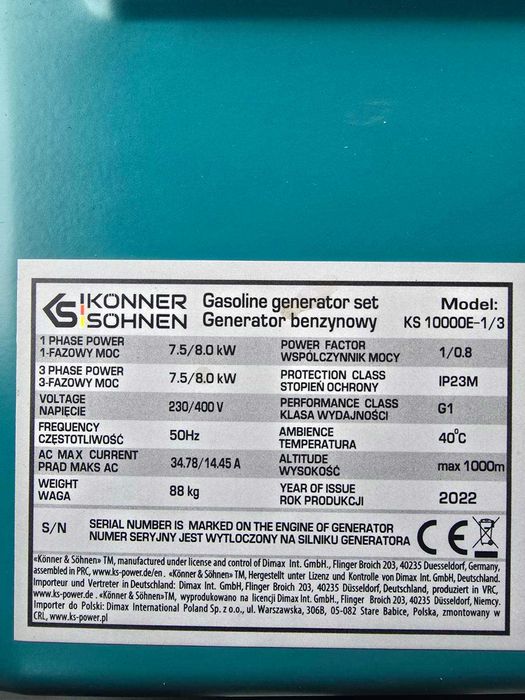 KS KÖNNER SÖHNEN
Gasoline generator set
Generator benzynowy
Model:
KS 10000E-1/3
1 PHASE POWER
1-FAZOWY MOC
7.5/8.0 kW
POWER FACTOR
WSPÓLCZYNNIK MOCY
1/0.8
3 PHASE POWER
3-FAZOWY MOC
7.5/8.0 kW
PROTECTION CLASS
STOPIEŃ OCHRONY
IP23M
VOLTAGE
NAPIĘCIE
230/400 V
PERFORMANCE CLASS
KLASA WYDAJNOŚCI
G1
FREQUENCY
CZĘSTOTLIWOŚĆ
50Hz
AMBIENCE
TEMPERATURA
40°C
AC MAX CURRENT
PRĄD MAKS AC
34.78/14.45 A
ALTITUDE
WYSOKOŚĆ
max 1000m
WEIGHT
WAGA
88 kg
YEAR OF ISSUE
ROK PRODUKCJI
2022
S/N
SERIAL NUMBER IS MARKED ON THE ENGINE OF GENERATOR
NUMER SERYJNY JEST WYTLOCZONY NA SILNIKU GENERATORA
CE
«Könner & Söhnen» TM, manufactured under license and control of Dimax Int. GmbH., Flinger Broich 203, 40235 Duesseldorf, Germany,
assembled in PRC, www.ks-power.de/en . «Könner & Söhnen» TM, Hergestellt unter Lizenz und Kontrolle von Dimax Int. GmbH, Deutschland.
Importeur und Vertreter in Deutschland: Dimax Int. GmbH, Flinger Broich 203, 40235 Düsseldorf, Deutschland, produziert in VRC,
www.ks-power.de . «Könner & Söhnen»TM, wyprodukowano na licencji Dimax Int. GmbH., Flinger Broich 203, 40235 Düsseldorf, Niemcy.
Importer do Polski: Dimax International Poland Sp. z o.o., ul. Warszawska, 306B, 05-082 Stare Babice, Polska, zmontowany w
CRL, www.ks-power.pl